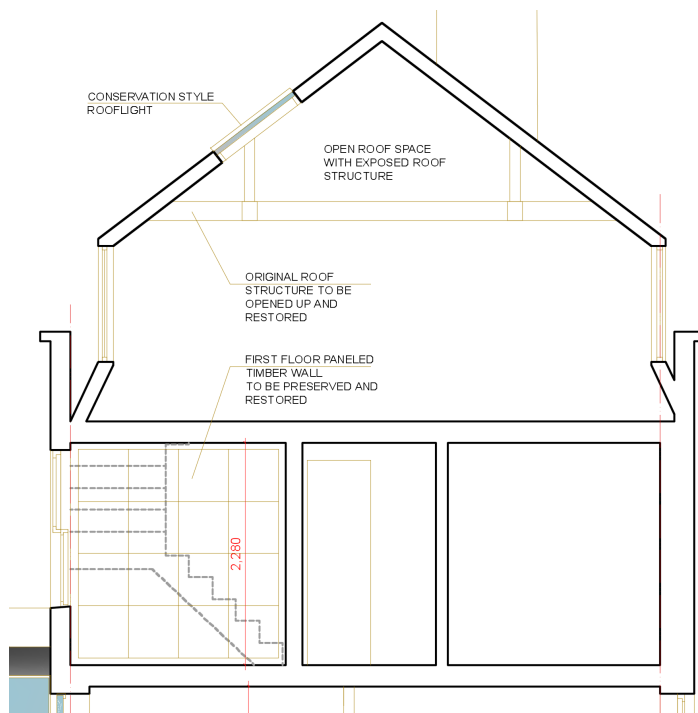 CONSERVATION STYLE
ROOFLIGHT
OPEN ROOF SPACE
WITH EXPOSED ROOF
STRUCTURE
ORIGINAL ROOF
STRUCTURE TO BE
OPENED UP AND
RESTORED
FIRST FLOOR PANELED
TIMBER WALL
TO BE PRESERVED AND
RESTORED
2,280